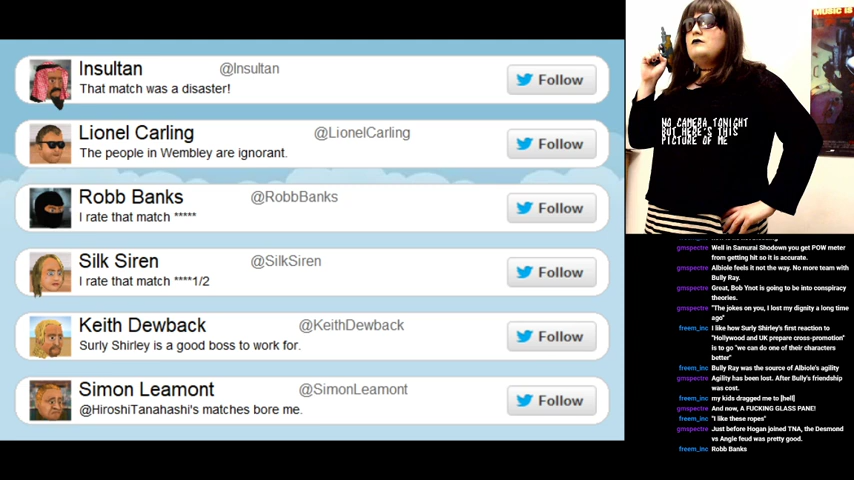 Insultan @Insultan
That match was a disaster!
Follow
Lionel Carling @LionelCarling
The people in Wembley are ignorant.
Follow
Robb Banks @RobbBanks
I rate that match *****
Follow
Silk Siren @SilkSiren
I rate that match ****1/2
Follow
Keith Dewback @KeithDewback
Surly Shirley is a good boss to work for.
Follow
Simon Leamont @SimonLeamont
@HiroshiTanahashi's matches bore me.
Follow
MUSIC IS
NO CAMERA TONIGHT
BUT HERE'S THIS
PICTURE OF ME
gmspectre Well in Samurai Shodown you get POW meter
from getting hit so it is accurate.
gmspectre Albiole feels it not the way. No more team with
Bully Ray.
gmspectre Great, Bob Ynot is going to be into conspiracy
theories.
gmspectre "The jokes on you, I lost my dignity a long time
ago"
freem_inc I like how Surly Shirley's first reaction to
"Hollywood and UK prepare cross-promotion"
is to go "we can do one of their characters
better"
freem_inc Bully Ray was the source of Albiole's agility
gmspectre Agility has been lost. After Bully's friendship
was cost.
freem_inc my kids dragged me to [hell]
gmspectre And now, A FUCKING GLASS PANE!
freem_inc "I like these ropes"
gmspectre Just before Hogan joined TNA, the Desmond
vs Angle feud was pretty good.
freem_inc Robb Banks